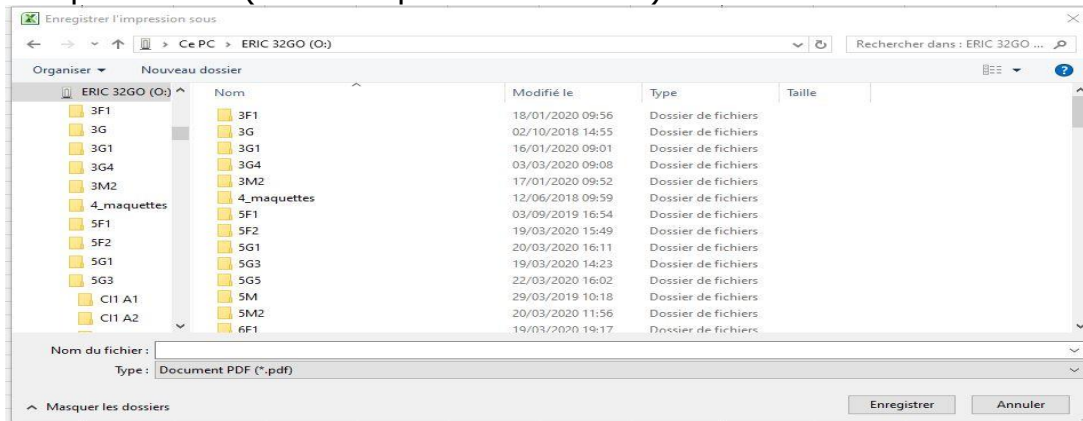 Enregistrer l'impression sous
Ce PC > ERIC 32GO (O:)
Rechercher dans : ERIC 32GO ...
Organiser
Nouveau dossier
ERIC 32GO (O:)
3F1
3G
3G1
3G4
3M2
4_maquettes
5F1
5F2
5G1
5G3
CI1 A1
CI1 A2
Nom Modifié le Type Taille
3F1 18/01/2020 09:56 Dossier de fichiers
3G 02/10/2018 14:55 Dossier de fichiers
3G1 16/01/2020 09:01 Dossier de fichiers
3G4 03/03/2020 09:08 Dossier de fichiers
3M2 17/01/2020 09:52 Dossier de fichiers
4_maquettes 12/06/2018 09:59 Dossier de fichiers
5F1 03/09/2019 16:54 Dossier de fichiers
5F2 19/03/2020 15:49 Dossier de fichiers
5G1 20/03/2020 16:11 Dossier de fichiers
5G3 19/03/2020 14:23 Dossier de fichiers
5G5 22/03/2020 16:02 Dossier de fichiers
5M 29/03/2019 10:18 Dossier de fichiers
5M2 20/03/2020 11:56 Dossier de fichiers
6F1 19/03/2020 19:17 Dossier de fichiers
Nom du fichier :
Type : Document PDF (*.pdf)
Masquer les dossiers
Enregistrer Annuler